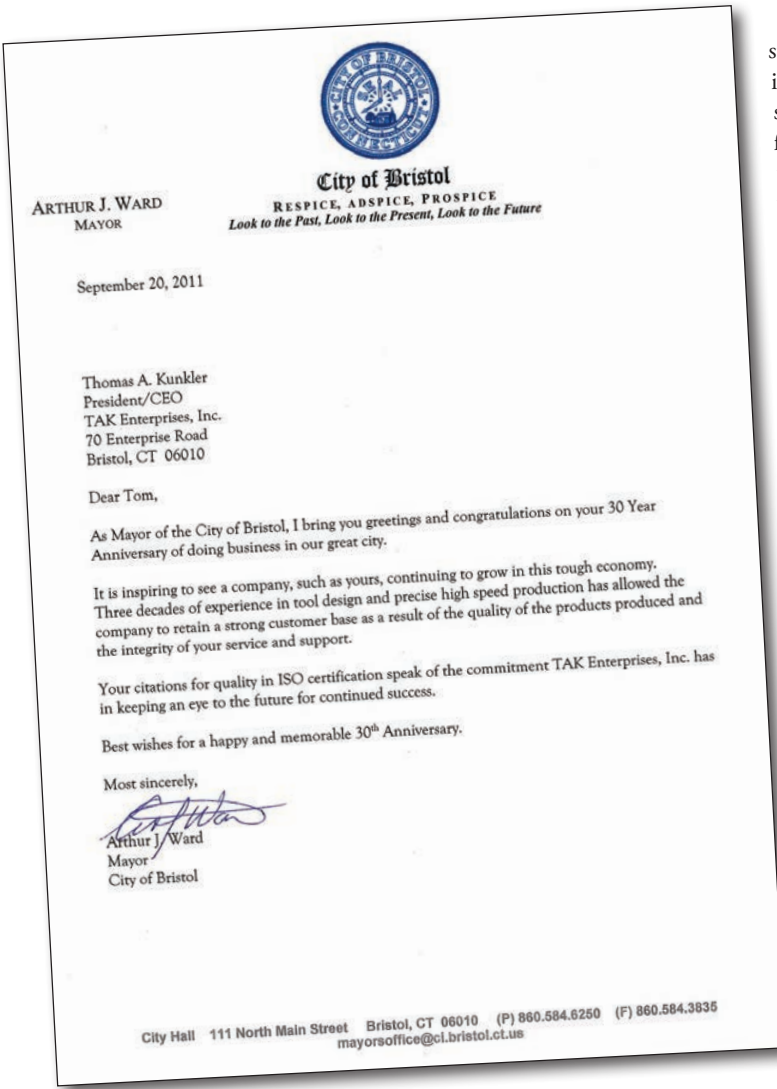 CITY OF BRISTOL
SEAL
CONNECTICUT
City of Bristol
RESPICE, ADSPICE, PROSPICE
Look to the Past, Look to the Present, Look to the Future
ARTHUR J. WARD
MAYOR
September 20, 2011
Thomas A. Kunkler
President/CEO
TAK Enterprises, Inc.
70 Enterprise Road
Bristol, CT 06010
Dear Tom,
As Mayor of the City of Bristol, I bring you greetings and congratulations on your 30 Year
Anniversary of doing business in our great city.
It is inspiring to see a company, such as yours, continuing to grow in this tough economy.
Three decades of experience in tool design and precise high speed production has allowed the
company to retain a strong customer base as a result of the quality of the products produced and
the integrity of your service and support.
Your citations for quality in ISO certification speak of the commitment TAK Enterprises, Inc. has
in keeping an eye to the future for continued success.
Best wishes for a happy and memorable 30th Anniversary.
Most sincerely,
Arthur J. Ward
Mayor
City of Bristol
City Hall 111 North Main Street Bristol, CT 06010 (P) 860.584.6250 (F) 860.584.3835
mayorsoffice@ci.bristol.ct.us